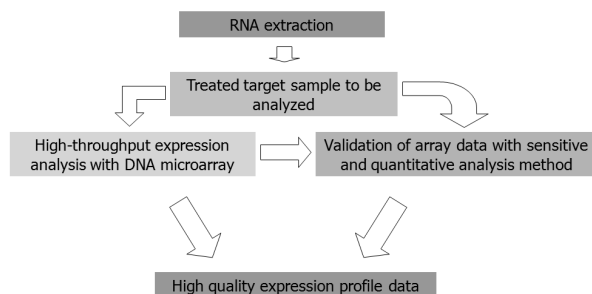 RNA extraction
Treated target sample to be
analyzed
High-throughput expression
analysis with DNA microarray
Validation of array data with sensitive
and quantitative analysis method
High quality expression profile data